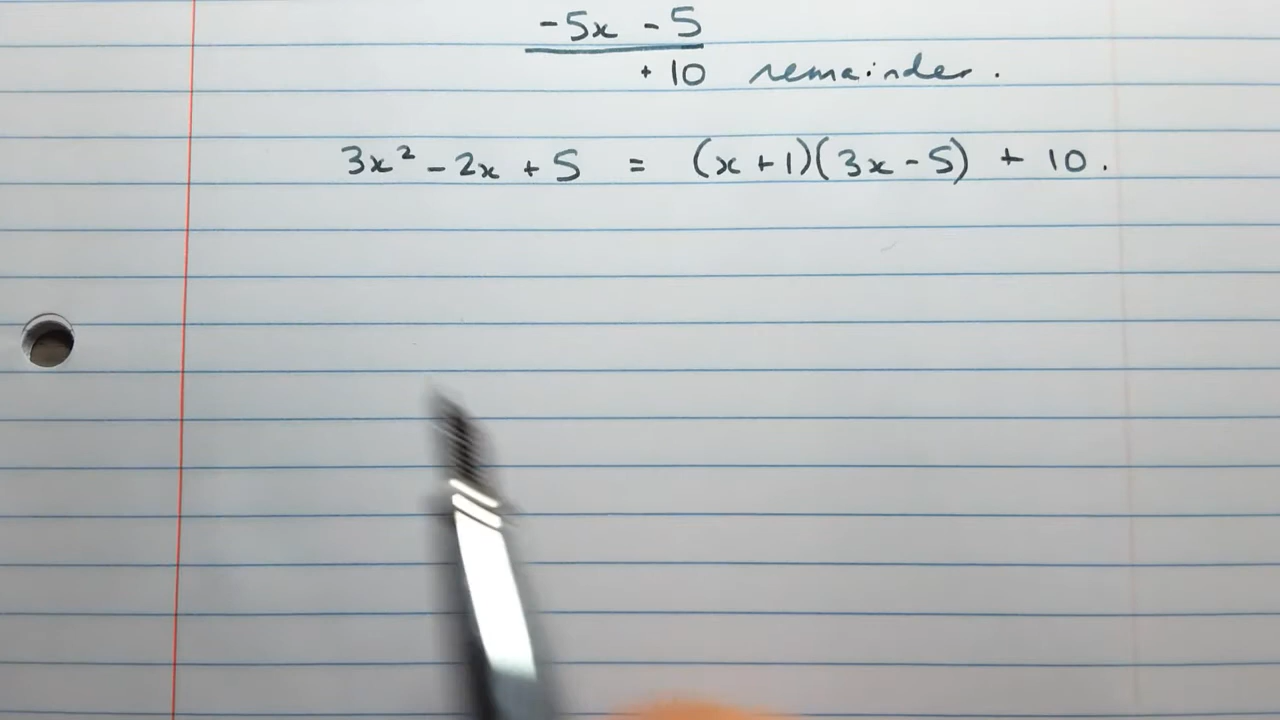 -5x - 5
+ 10 remainder.
3x² - 2x + 5 = (x + 1)(3x - 5) + 10.